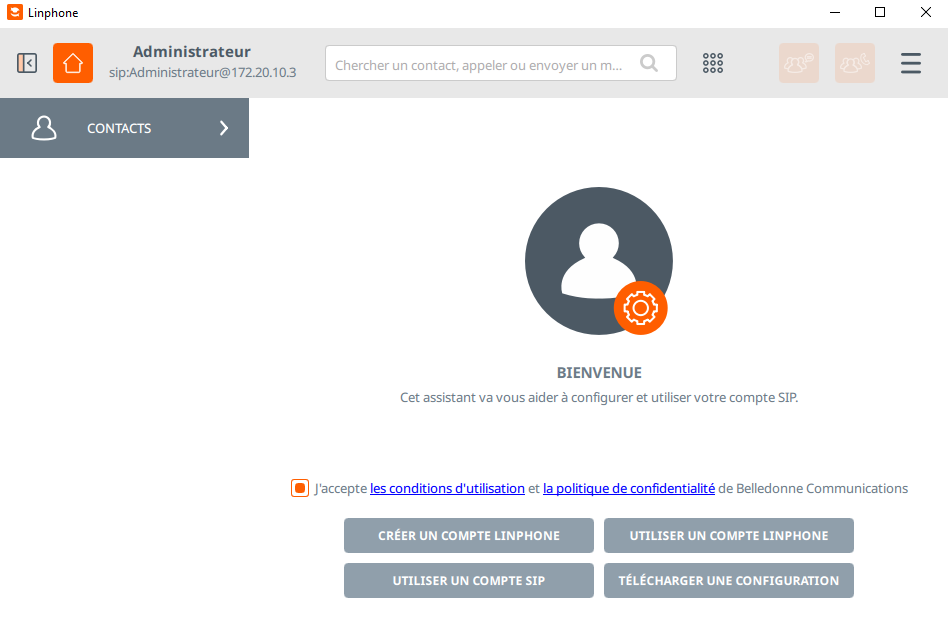 Linphone
Administrateur
sip:Administrateur@172.20.10.3
Chercher un contact, appeler ou envoyer un m...
CONTACTS
BIENVENUE
Cet assistant va vous aider à configurer et utiliser votre compte SIP.
J'accepte les conditions d'utilisation et la politique de confidentialité de Belledonne Communications
CRÉER UN COMPTE LINPHONE
UTILISER UN COMPTE LINPHONE
UTILISER UN COMPTE SIP
TÉLÉCHARGER UNE CONFIGURATION